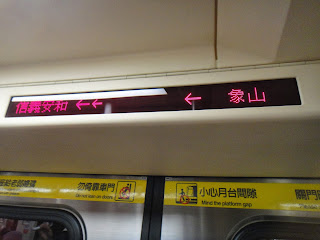 信義安和 ←←← ← 象山
勿靠車門
小心月台間隙
Mind the platform gap